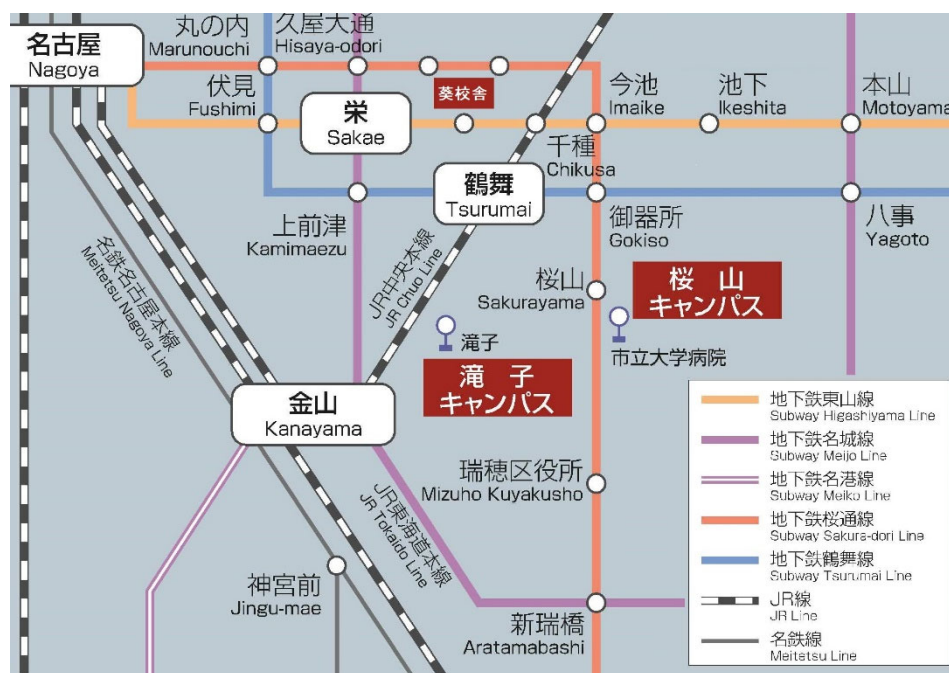 名古屋
Nagoya
丸の内
Marunouchi
久屋大通
Hisaya-odori
伏見
Fushimi
栄
Sakae
葵校舎
今池
Imaike
池下
Ikeshita
本山
Motoyama
千種
Chikusa
鶴舞
Tsurumai
上前津
Kamimaezu
御器所
Gokiso
八事
Yagoto
名鉄名古屋本線
Meitetsu Nagoya Line
JR中央本線
JR Chuo Line
桜山
Sakurayama
桜 山
キャンパス
滝子
市立大学病院
滝 子
キャンパス
金山
Kanayama
瑞穂区役所
Mizuho Kuyakusho
JR東海道本線
JR Tokaido Line
神宮前
Jingu-mae
新瑞橋
Aratamabashi
地下鉄東山線
Subway Higashiyama Line
地下鉄名城線
Subway Meijo Line
地下鉄名港線
Subway Meiko Line
地下鉄桜通線
Subway Sakura-dori Line
地下鉄鶴舞線
Subway Tsurumai Line
JR線
JR Line
名鉄線
Meitetsu Line